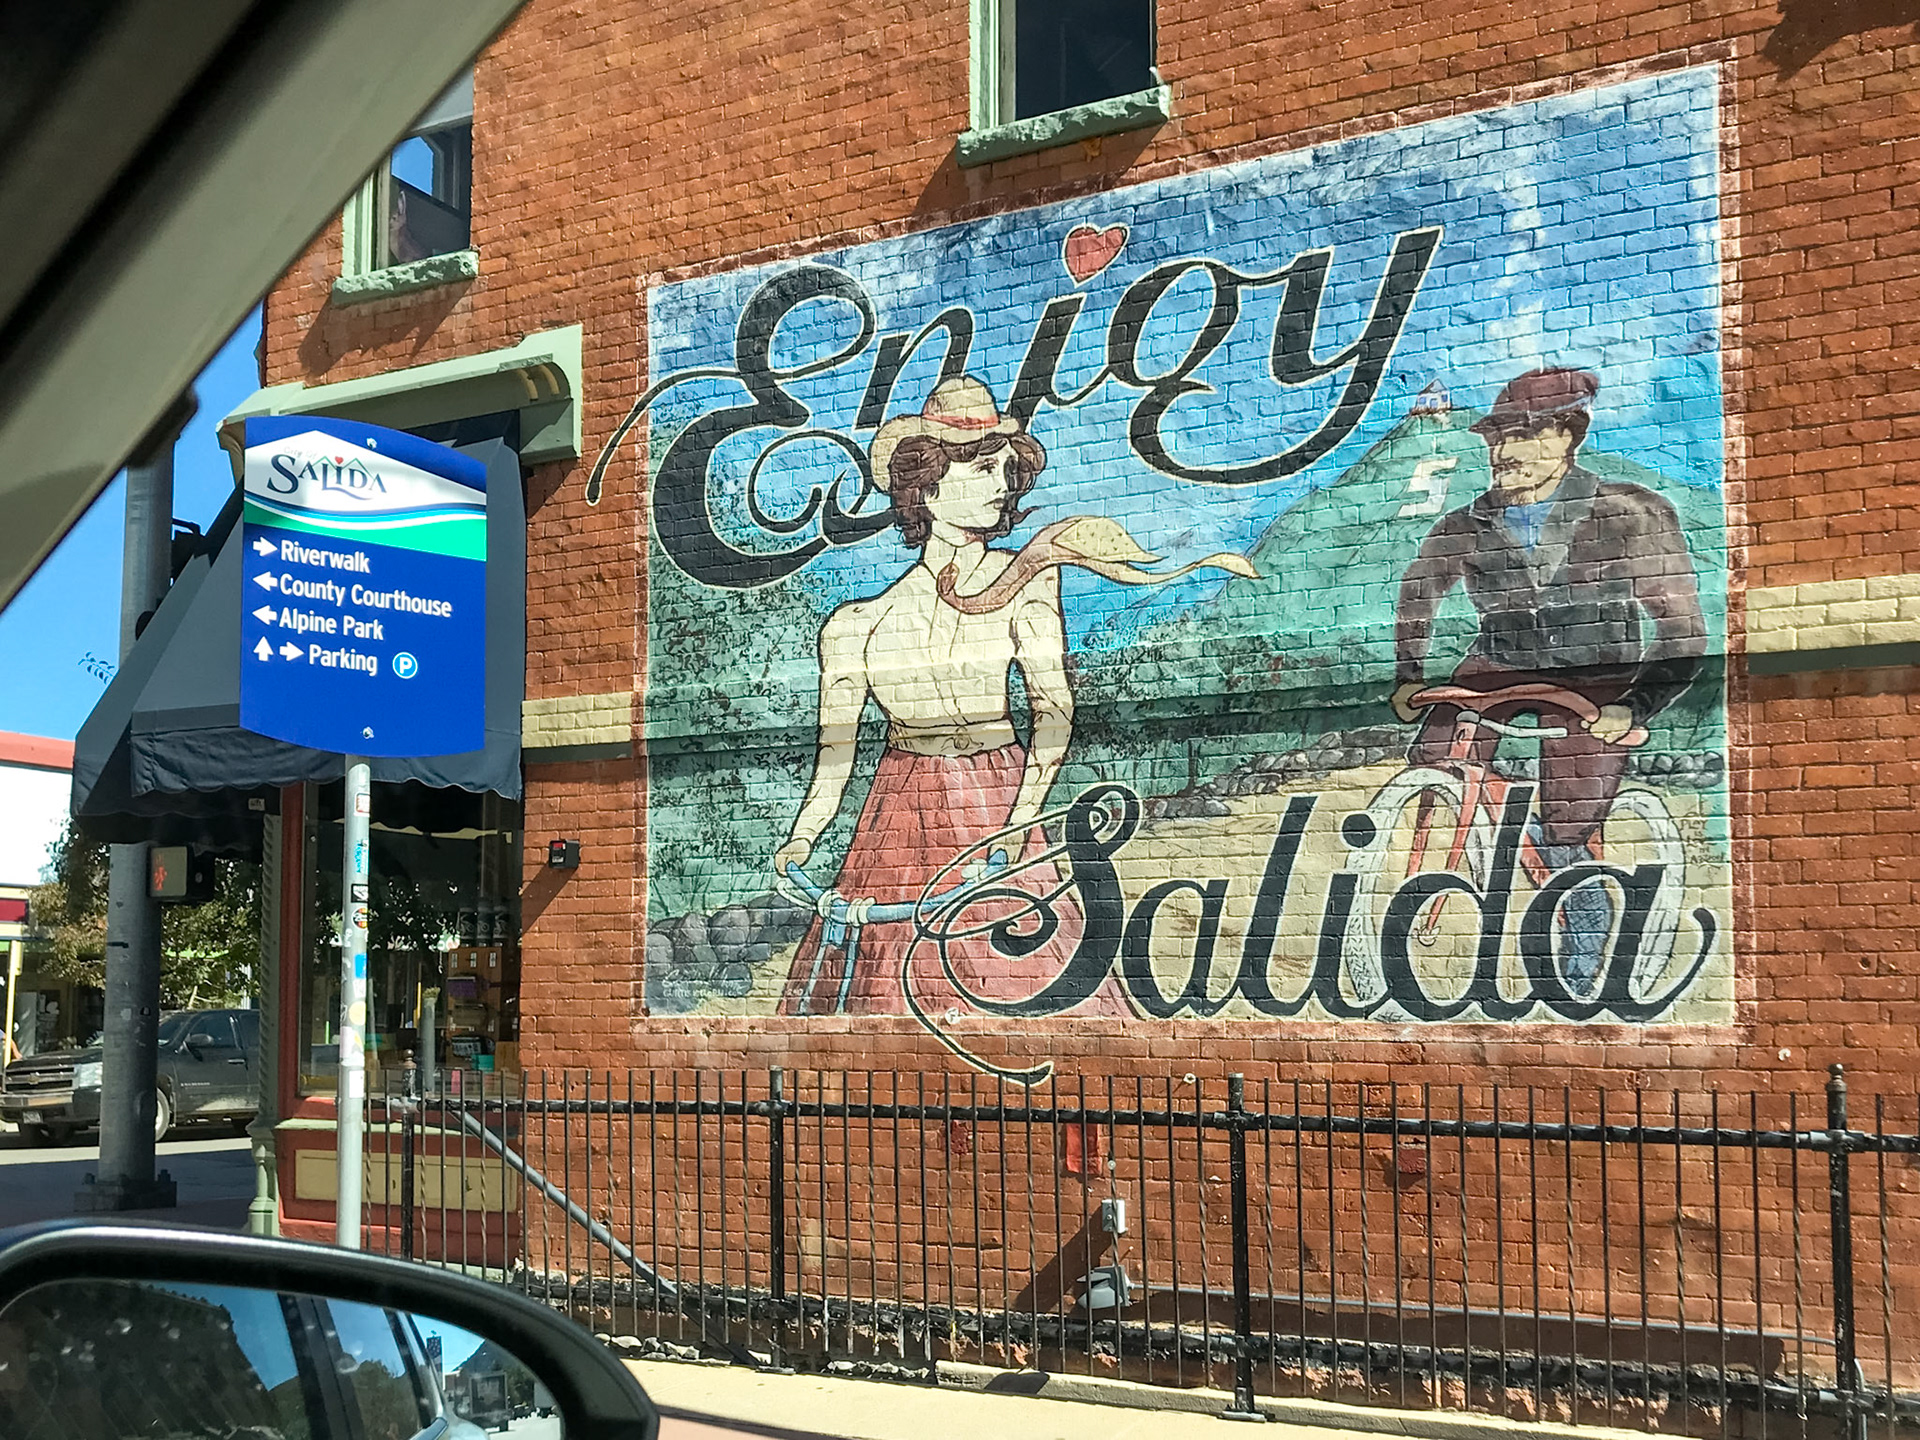 Enjoy
Salida
S
SALIDA
→ Riverwalk
← County Courthouse
← Alpine Park
↑ → Parking P